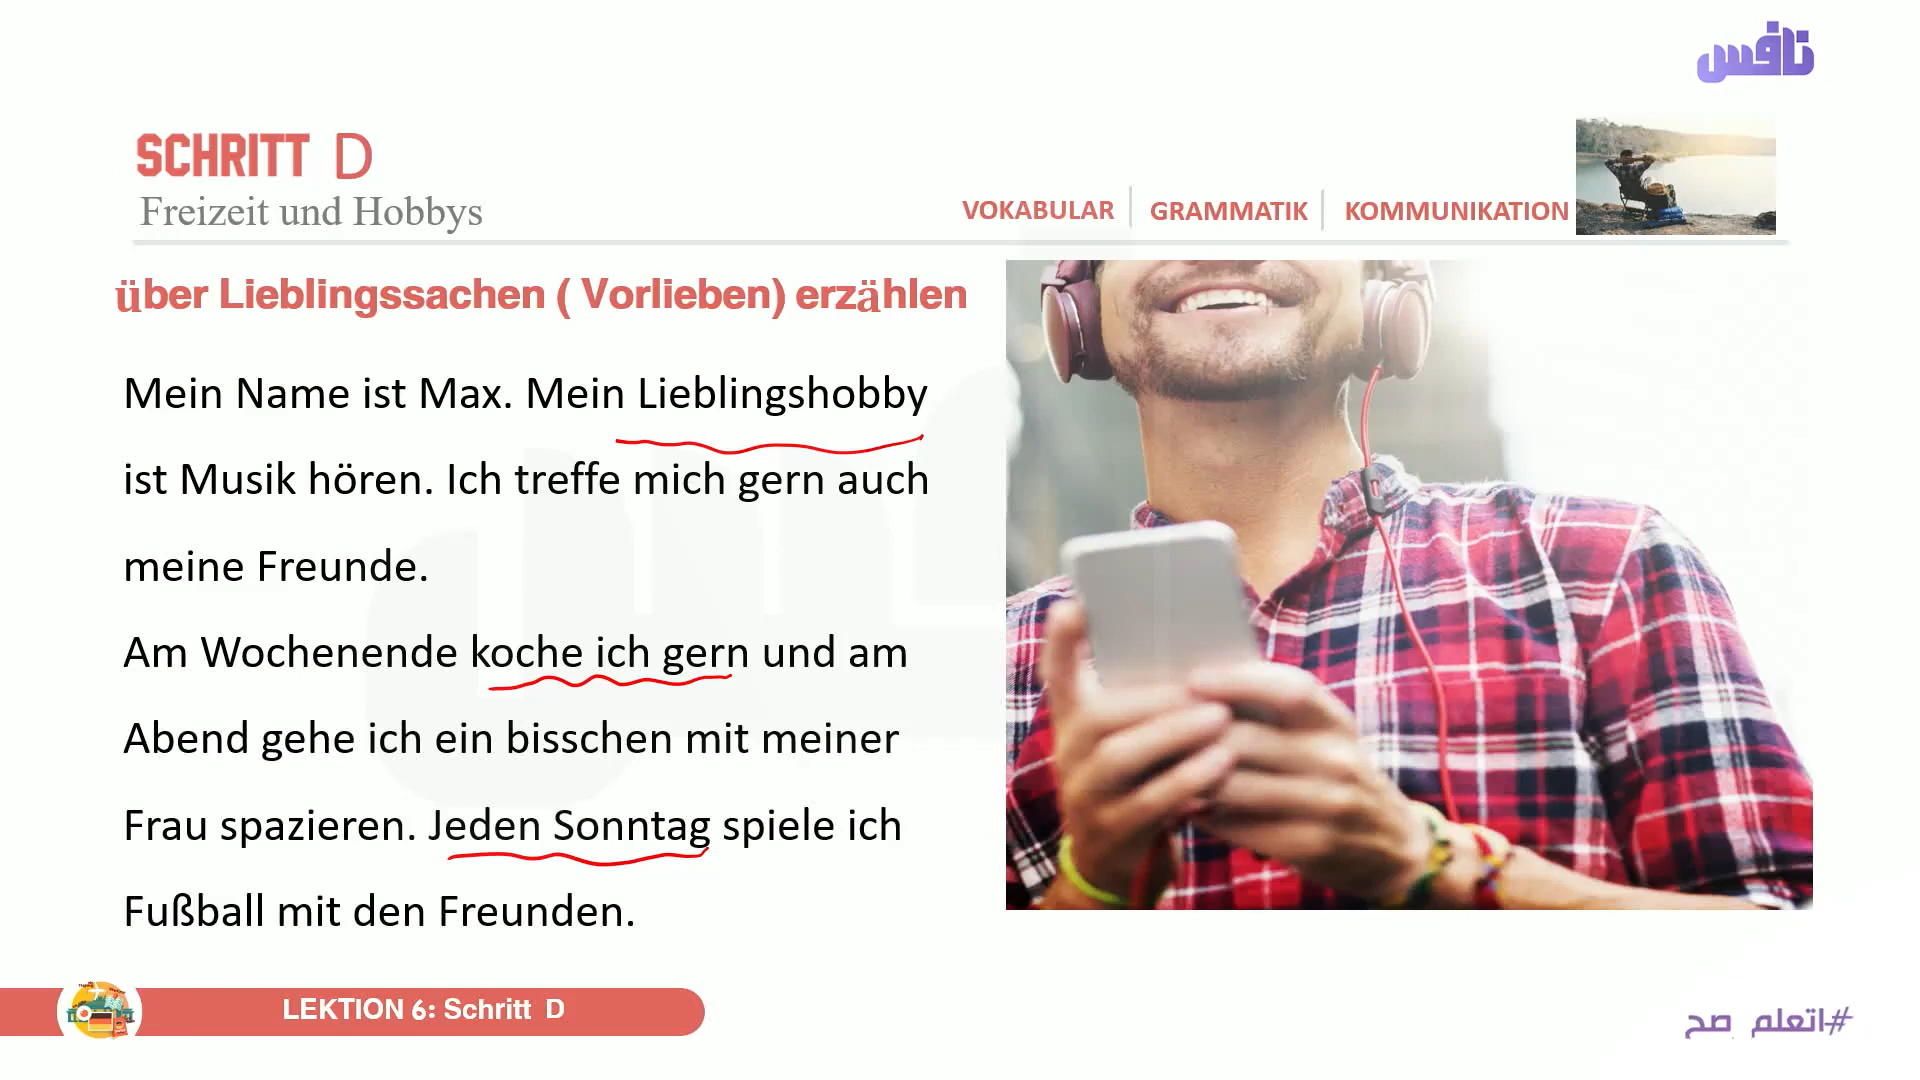 نافس
SCHRITT D
Freizeit und Hobbys
VOKABULAR GRAMMATIK KOMMUNIKATION
über Lieblingssachen ( Vorlieben) erzählen
Mein Name ist Max. Mein Lieblingshobby
ist Musik hören. Ich treffe mich gern auch
meine Freunde.
Am Wochenende koche ich gern und am
Abend gehe ich ein bisschen mit meiner
Frau spazieren. Jeden Sonntag spiele ich
Fußball mit den Freunden.
LEKTION 6: Schritt D
#اتعلم صح